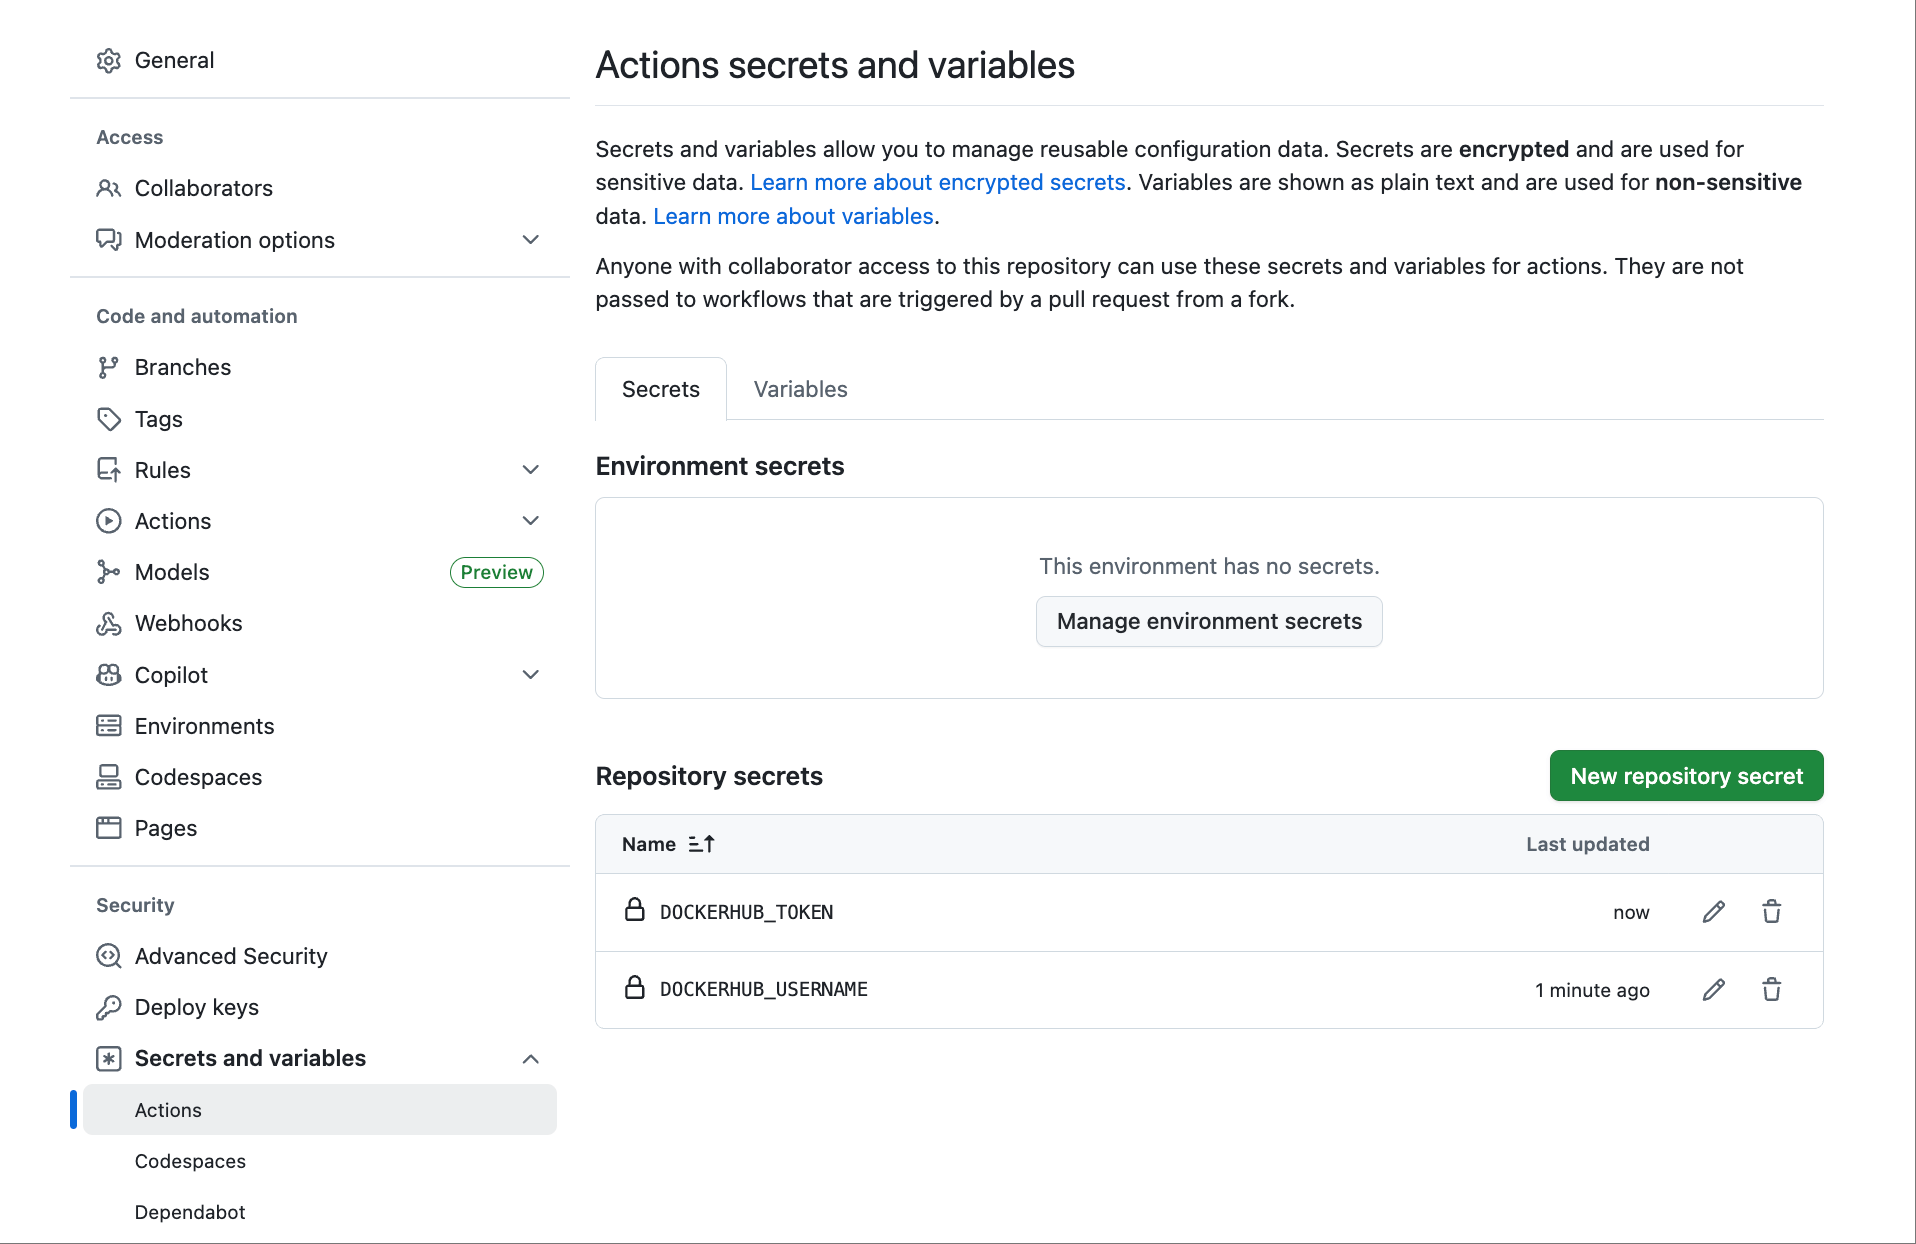 General
Access
Collaborators
Moderation options
Code and automation
Branches
Tags
Rules
Actions
Models Preview
Webhooks
Copilot
Environments
Codespaces
Pages
Security
Advanced Security
Deploy keys
Secrets and variables
Actions
Codespaces
Dependabot
Actions secrets and variables
Secrets and variables allow you to manage reusable configuration data. Secrets are encrypted and are used for
sensitive data. Learn more about encrypted secrets. Variables are shown as plain text and are used for non-sensitive
data. Learn more about variables.
Anyone with collaborator access to this repository can use these secrets and variables for actions. They are not
passed to workflows that are triggered by a pull request from a fork.
Secrets Variables
Environment secrets
This environment has no secrets.
Manage environment secrets
Repository secrets New repository secret
Name Last updated
DOCKERHUB_TOKEN now
DOCKERHUB_USERNAME 1 minute ago